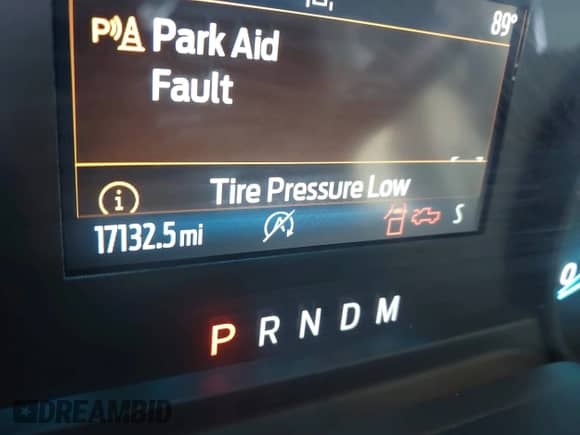 89°
P Park Aid
Fault
i Tire Pressure Low
17132.5 mi A S
P R N D M
DREAMBID